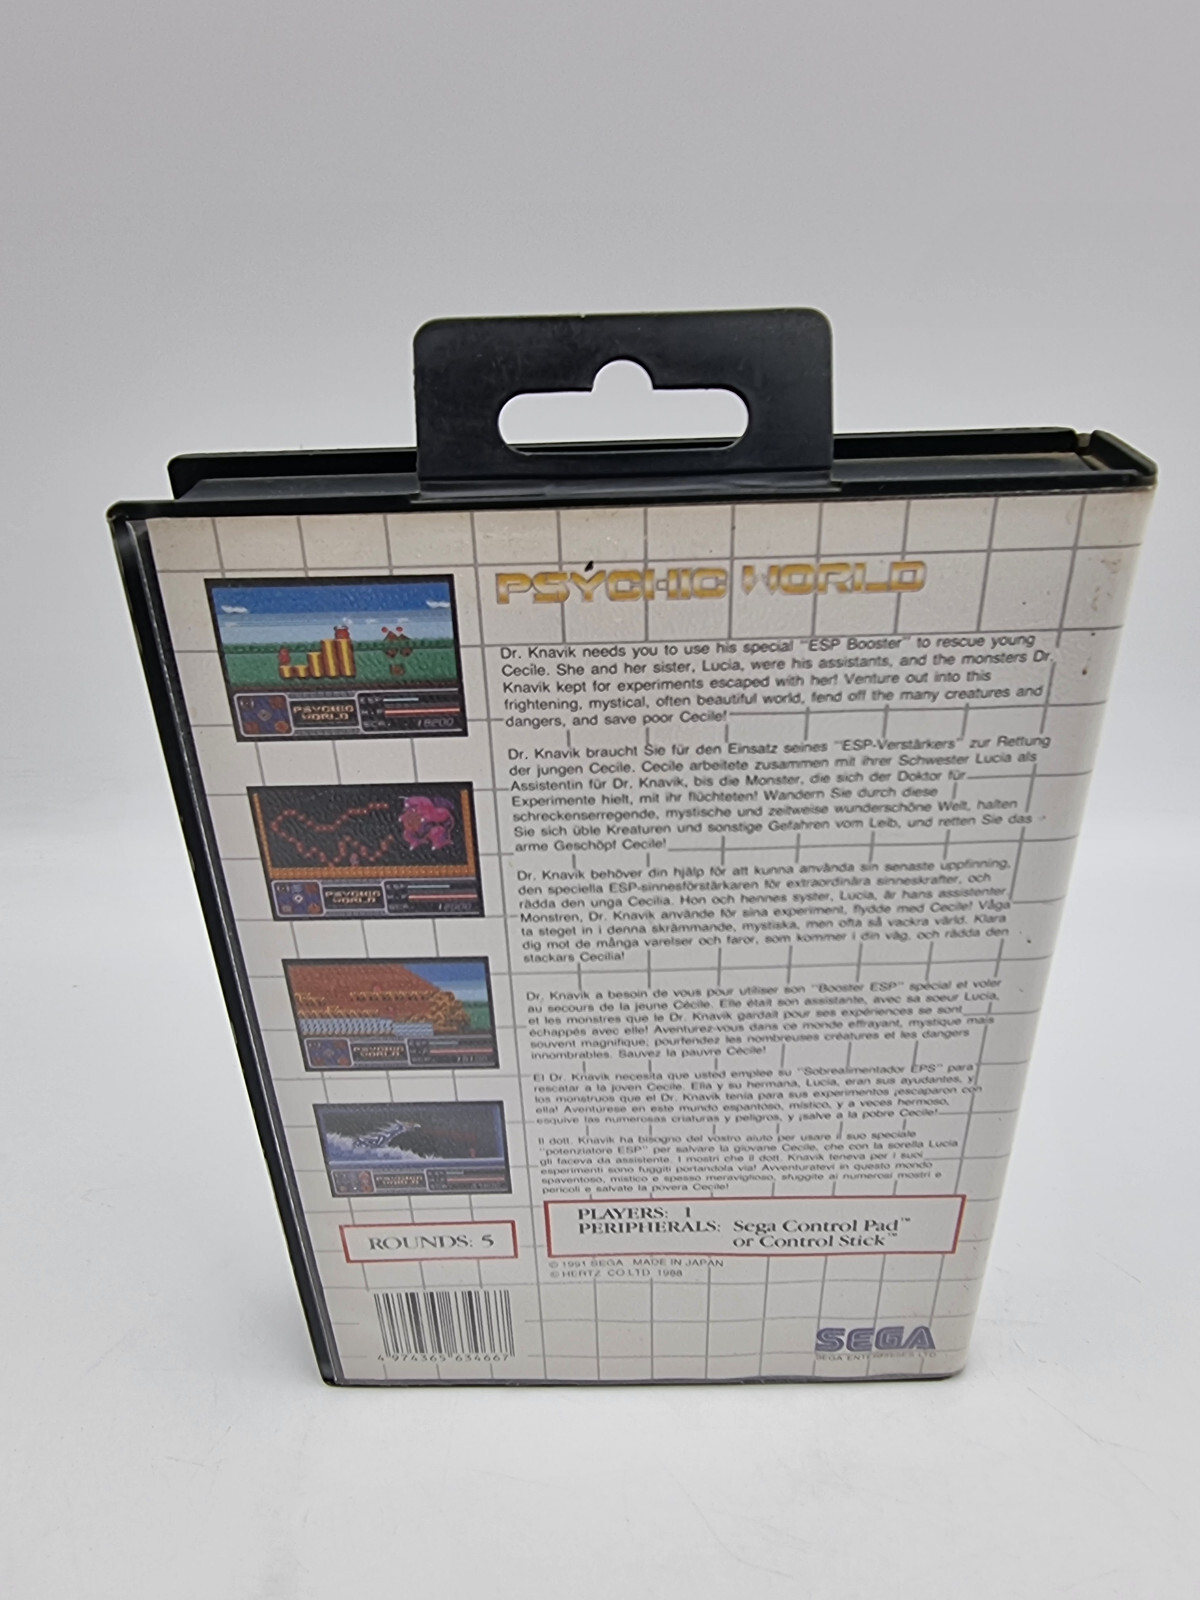 PSYCHIC WORLD
Dr. Knavik needs you to use his special "ESP Booster" to rescue young
Cecile. She and her sister, Lucia, were his assistants, and the monsters Dr.
Knavik kept for experiments escaped with her! Venture out into this
frightening, mystical, often beautiful world, fend off the many creatures and
dangers, and save poor Cecile!
Dr. Knavik braucht Sie für den Einsatz seines "ESP-Verstärkers" zur Rettung
der jungen Cecile. Cecile arbeitete zusammen mit ihrer Schwester Lucia als
Assistentin für Dr. Knavik, bis die Monster, die sich der Doktor für
Experimente hielt, mit ihr flüchteten! Wandern Sie durch diese
schreckenserregende, mystische und zeitweise wunderschöne Welt, halten
Sie sich üble Kreaturen und sonstige Gefahren vom Leib, und retten Sie das
arme Geschöpf Cecile!
Dr. Knavik behöver din hjälp för att kunna använda sin senaste uppfinning,
den speciella ESP-sinnesförstärkaren för extraordinära sinneskrafter, och
rädda den unga Cecilia. Hon och hennes syster, Lucia, är hans assistenter.
Monstren, Dr. Knavik använde för sina experiment, flydde med Cecile! Våga
ta steget in i denna skrämmande, mystiska, men ofta så vackra värld. Klara
dig mot de många varelser och faror, som kommer i din väg, och rädda den
stackars Cecilia!
Dr. Knavik a besoin de vous pour utiliser son "Booster ESP" spécial et voler
au secours de la jeune Cécile. Elle était son assistante, avec sa soeur Lucia,
et les monstres que le Dr. Knavik gardait pour ses expériences se sont
échappés avec elle! Aventurez-vous dans ce monde effrayant, mystique mais
souvent magnifique; pourfendez les nombreuses créatures et les dangers
innombrables. Sauvez la pauvre Cécile!
El Dr. Knavik necesita que usted emplee su "Sobrealimentador EPS" para
rescatar a la joven Cecile. Ella y su hermana, Lucia, eran sus ayudantes, y
los monstruos que el Dr. Knavik tenía para sus experimentos ¡escaparon con
ella! Aventúrese en este mundo espantoso, místico, y a veces hermoso,
esquive las numerosas criaturas y peligros, y ¡salve a la pobre Cecile!
Il dott. Knavik ha bisogno del vostro aiuto per usare il suo speciale
"potenziatore ESP" per salvare la giovane Cecile, che con la sorella Lucia
gli faceva da assistente. I mostri che il dott. Knavik teneva per i suoi
esperimenti sono fuggiti portandola via! Avventuratevi in questo mondo
spaventoso, mistico e spesso meraviglioso, sfuggite ai numerosi mostri e
pericoli e salvate la povera Cecile!
PSYCHIC
WORLD
ESP
SCR. 18200
PSYCHIC
WORLD
ESP
PSYCHIC
WORLD
PSYCHIC
WORLD
ROUNDS: 5
PLAYERS: 1
PERIPHERALS: Sega Control Pad™
or Control Stick™
© 1991 SEGA MADE IN JAPAN
© HERTZ CO.LTD 1988
4 974365 634667
SEGA
SEGA ENTERPRISES LTD